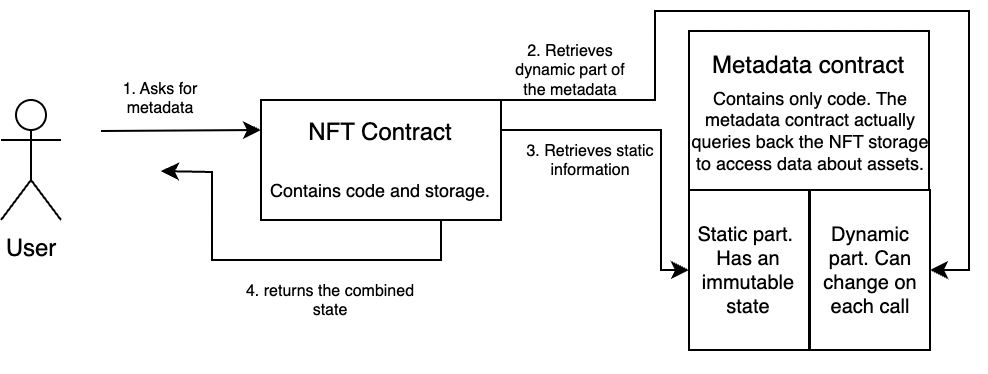 1. Asks for
metadata
2. Retrieves
dynamic part of
the metadata
Metadata contract
Contains only code. The
metadata contract actually
queries back the NFT storage
to access data about assets.
NFT Contract
Contains code and storage.
3. Retrieves static
information
User
Static part.
Has an
immutable
state
Dynamic
part. Can
change on
each call
4. returns the combined
state